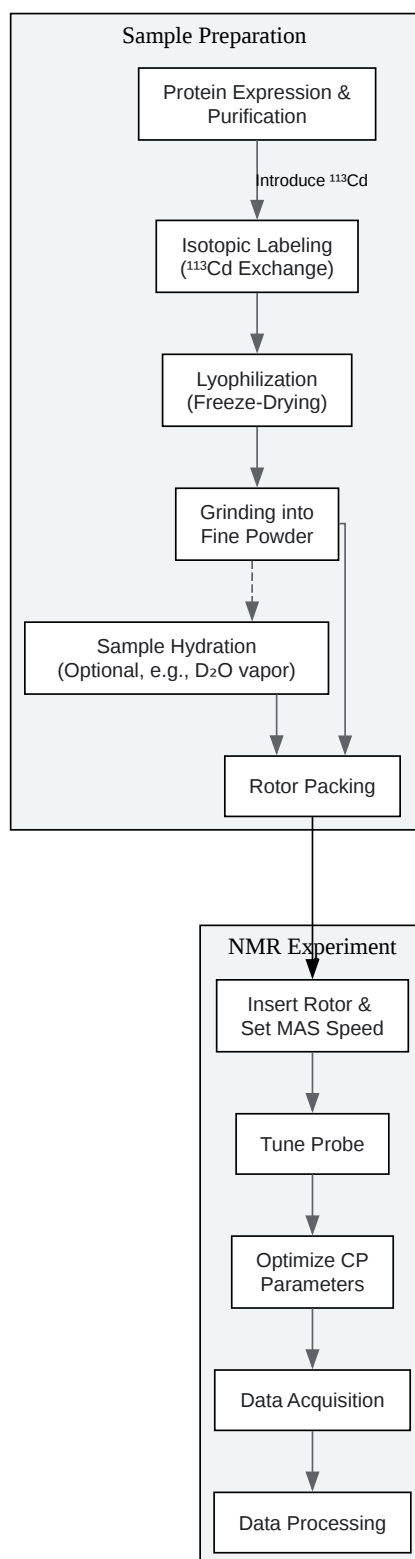 Sample Preparation
Protein Expression &
Purification
Introduce ¹¹³Cd
Isotopic Labeling
(¹¹³Cd Exchange)
Lyophilization
(Freeze-Drying)
Grinding into
Fine Powder
Sample Hydration
(Optional, e.g., D₂O vapor)
Rotor Packing
NMR Experiment
Insert Rotor &
Set MAS Speed
Tune Probe
Optimize CP
Parameters
Data Acquisition
Data Processing